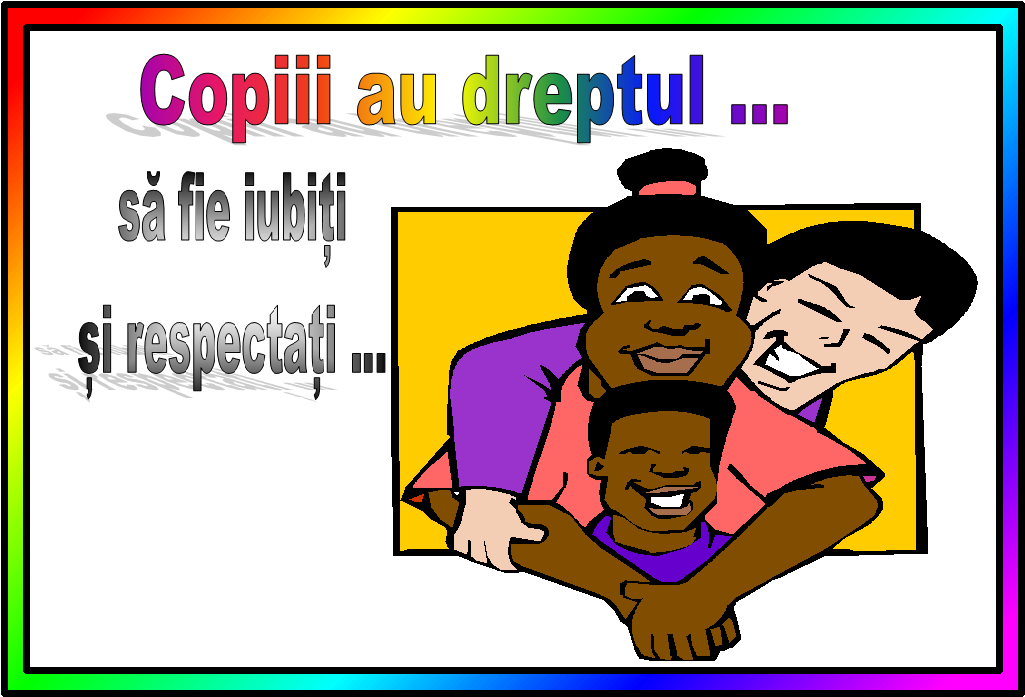 Copiii au dreptul ...
să fie iubiți
și respectați ...